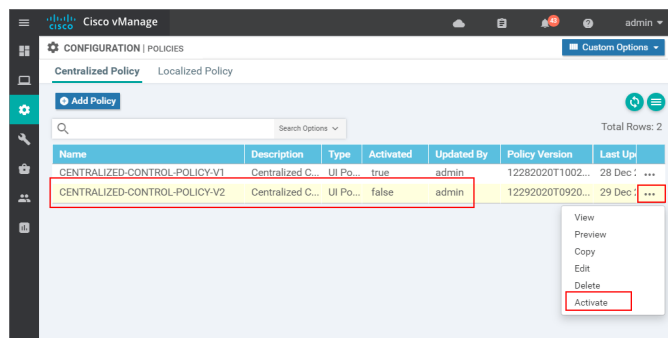 cisco Cisco vManage 43 admin
CONFIGURATION | POLICIES Custom Options
Centralized Policy Localized Policy
Add Policy
Search Options Total Rows: 2
Name Description Type Activated Updated By Policy Version Last Up
CENTRALIZED-CONTROL-POLICY-V1 Centralized C... UI Po... true admin 12282020T1002... 28 Dec ...
CENTRALIZED-CONTROL-POLICY-V2 Centralized C... UI Po... false admin 12292020T0920... 29 Dec ...
View
Preview
Copy
Edit
Delete
Activate